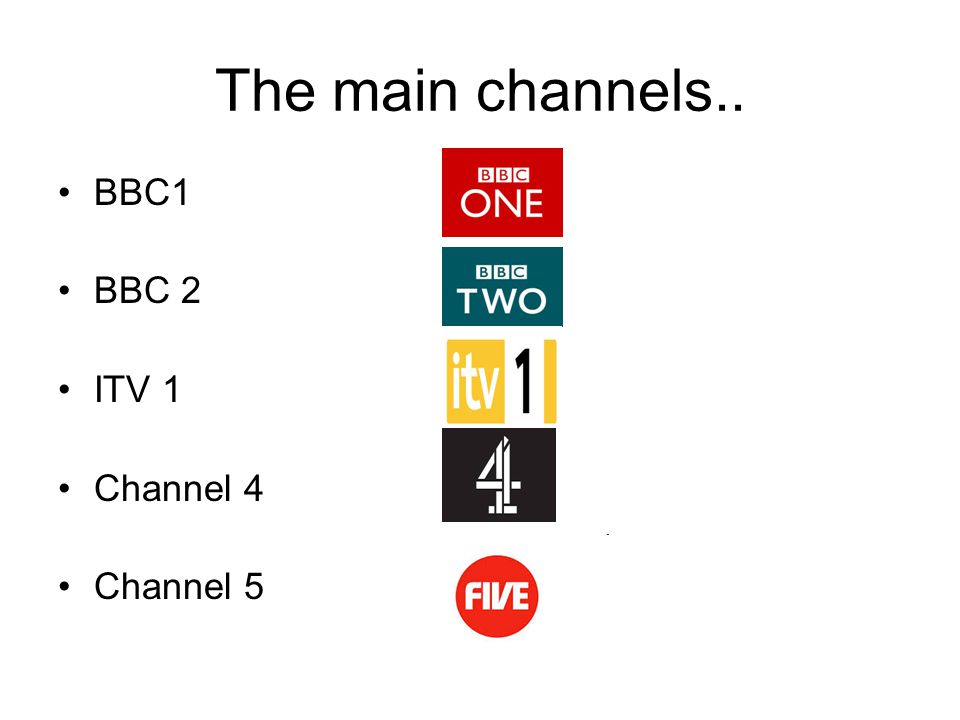 The main channels..
• BBC1
BBC
ONE
• BBC 2
BBC
TWO
• ITV 1
itv 1
• Channel 4
4
• Channel 5
FIVE